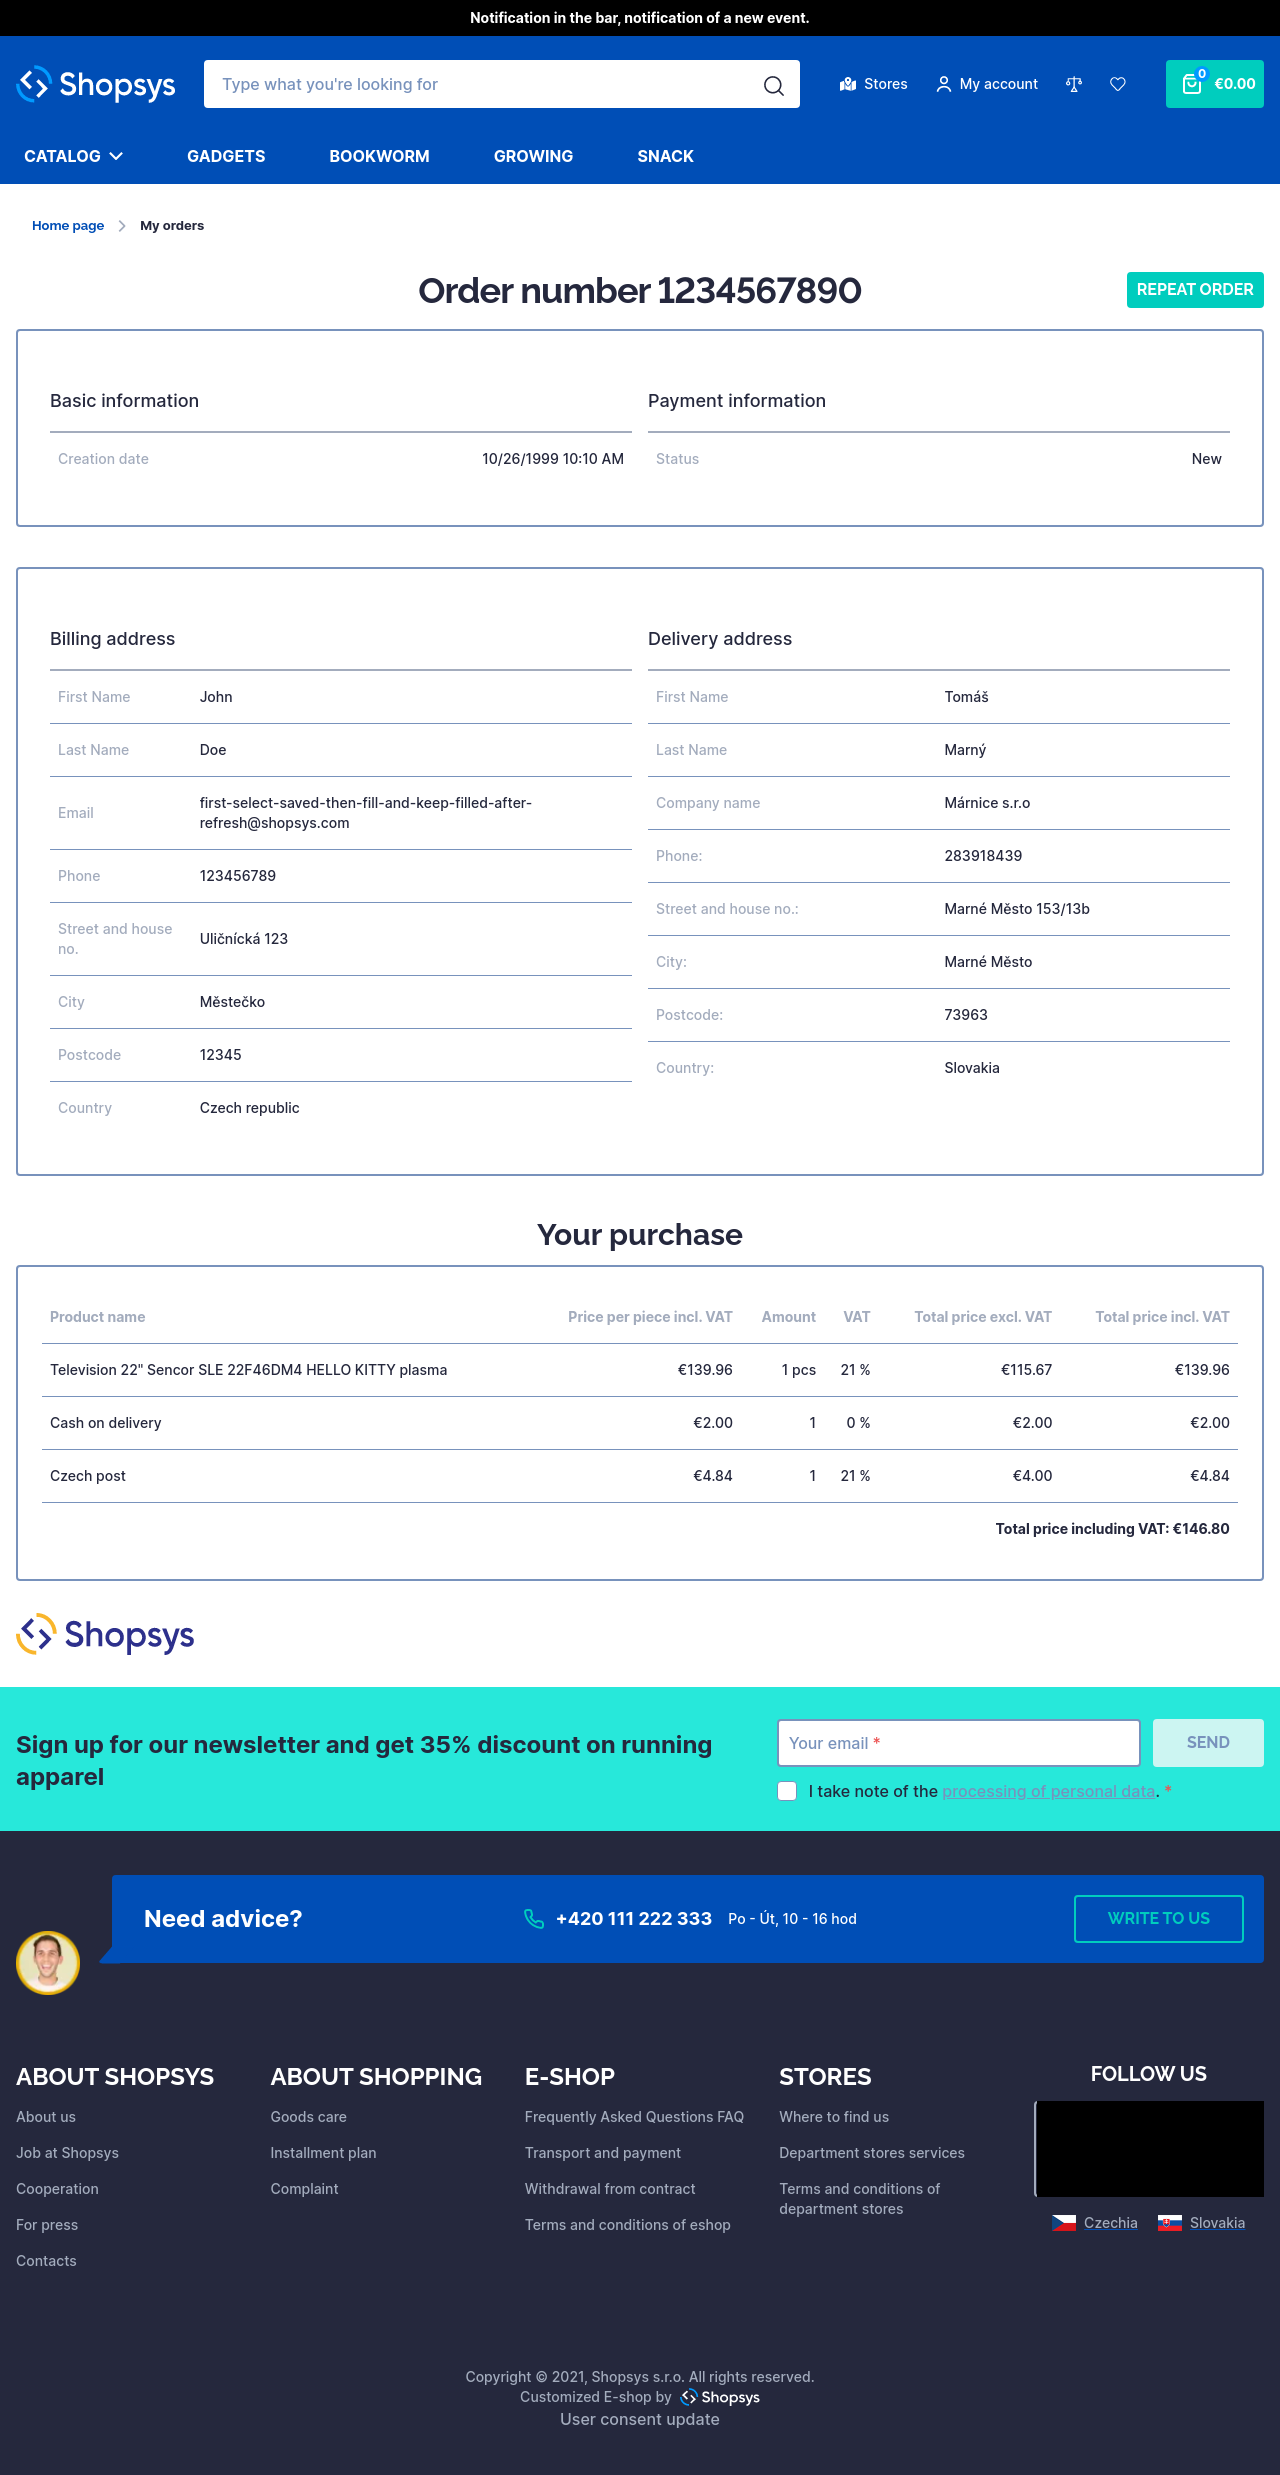 Notification in the bar, notification of a new event.
Shopsys
Type what you're looking for
Stores
My account
0
€0.00
CATALOG
GADGETS
BOOKWORM
GROWING
SNACK
Home page
My orders
Order number 1234567890
REPEAT ORDER
Basic information
Creation date 10/26/1999 10:10 AM
Payment information
Status New
Billing address
First Name John
Last Name Doe
Email first-select-saved-then-fill-and-keep-filled-after-
refresh@shopsys.com
Phone 123456789
Street and house
no. Uličnícká 123
City Městečko
Postcode 12345
Country Czech republic
Delivery address
First Name Tomáš
Last Name Marný
Company name Márnice s.r.o
Phone: 283918439
Street and house no.: Marné Město 153/13b
City: Marné Město
Postcode: 73963
Country: Slovakia
Your purchase
Product name Price per piece incl. VAT Amount VAT Total price excl. VAT Total price incl. VAT
Television 22" Sencor SLE 22F46DM4 HELLO KITTY plasma €139.96 1 pcs 21 % €115.67 €139.96
Cash on delivery €2.00 1 0 % €2.00 €2.00
Czech post €4.84 1 21 % €4.00 €4.84
Total price including VAT: €146.80
Shopsys
Sign up for our newsletter and get 35% discount on running
apparel
Your email *
SEND
I take note of the processing of personal data. *
Need advice?
+420 111 222 333
Po - Út, 10 - 16 hod
WRITE TO US
ABOUT SHOPSYS
About us
Job at Shopsys
Cooperation
For press
Contacts
ABOUT SHOPPING
Goods care
Installment plan
Complaint
E-SHOP
Frequently Asked Questions FAQ
Transport and payment
Withdrawal from contract
Terms and conditions of eshop
STORES
Where to find us
Department stores services
Terms and conditions of
department stores
FOLLOW US
Czechia
Slovakia
Copyright © 2021, Shopsys s.r.o. All rights reserved.
Customized E-shop by Shopsys
User consent update